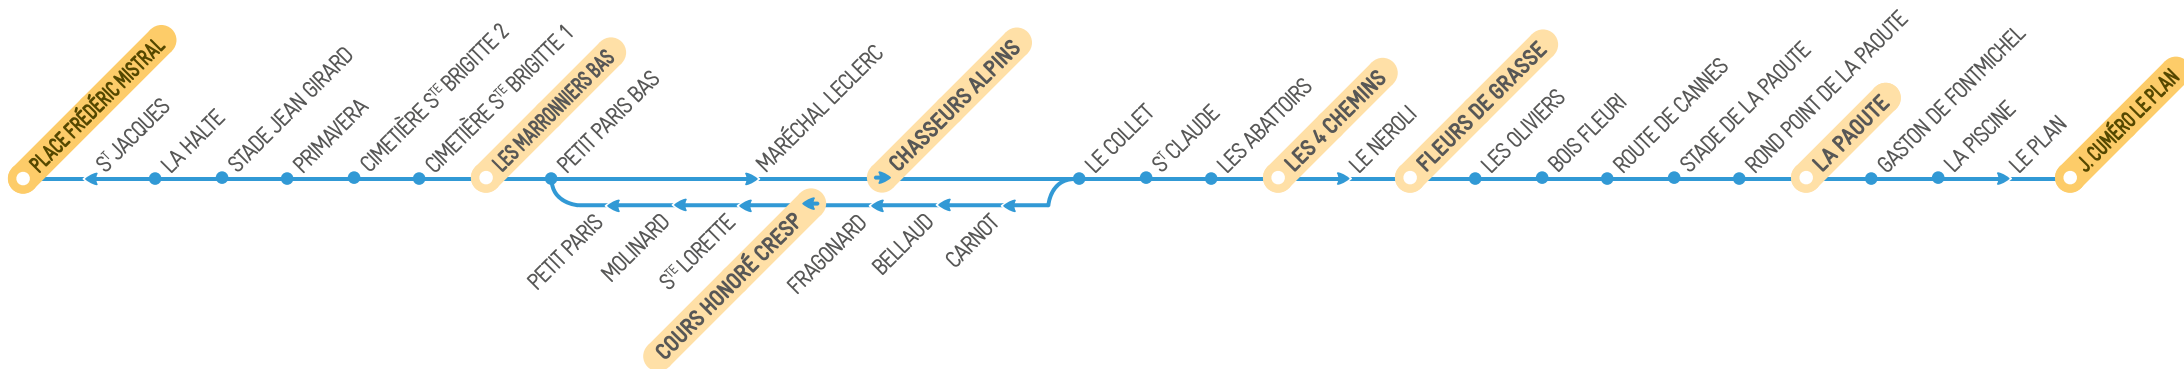 PLACE FRÉDÉRIC MISTRAL
ST JACQUES
LA HALTE
STADE JEAN GIRARD
PRIMAVERA
CIMETIÈRE STE BRIGITTE 2
CIMETIÈRE STE BRIGITTE 1
LES MARRONNIERS BAS
PETIT PARIS BAS
MARÉCHAL LECLERC
CHASSEURS ALPINS
LE COLLET
ST CLAUDE
LES ABATTOIRS
LES 4 CHEMINS
LE NEROLI
FLEURS DE GRASSE
LES OLIVIERS
BOIS FLEURI
ROUTE DE CANNES
STADE DE LA PAOUTE
ROND POINT DE LA PAOUTE
LA PAOUTE
GASTON DE FONTMICHEL
LA PISCINE
LE PLAN
J. CUMÉRO LE PLAN
PETIT PARIS
MOLINARD
STE LORETTE
COURS HONORÉ CRESP
FRAGONARD
BELLAUD
CARNOT